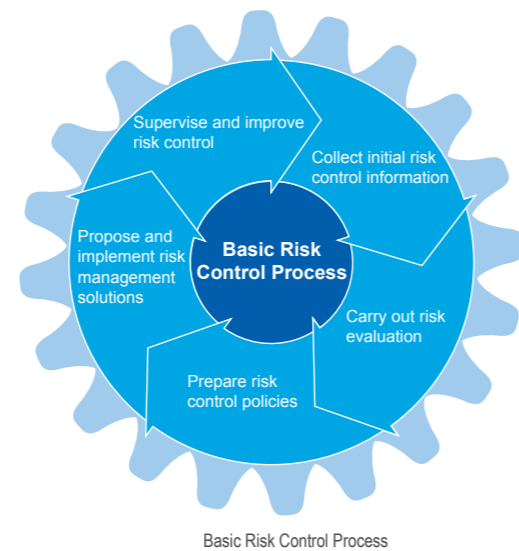 Supervise and improve
risk control
Collect initial risk
control information
Propose and
implement risk
management
solutions
Basic Risk
Control Process
Carry out risk
evaluation
Prepare risk
control policies
Basic Risk Control Process